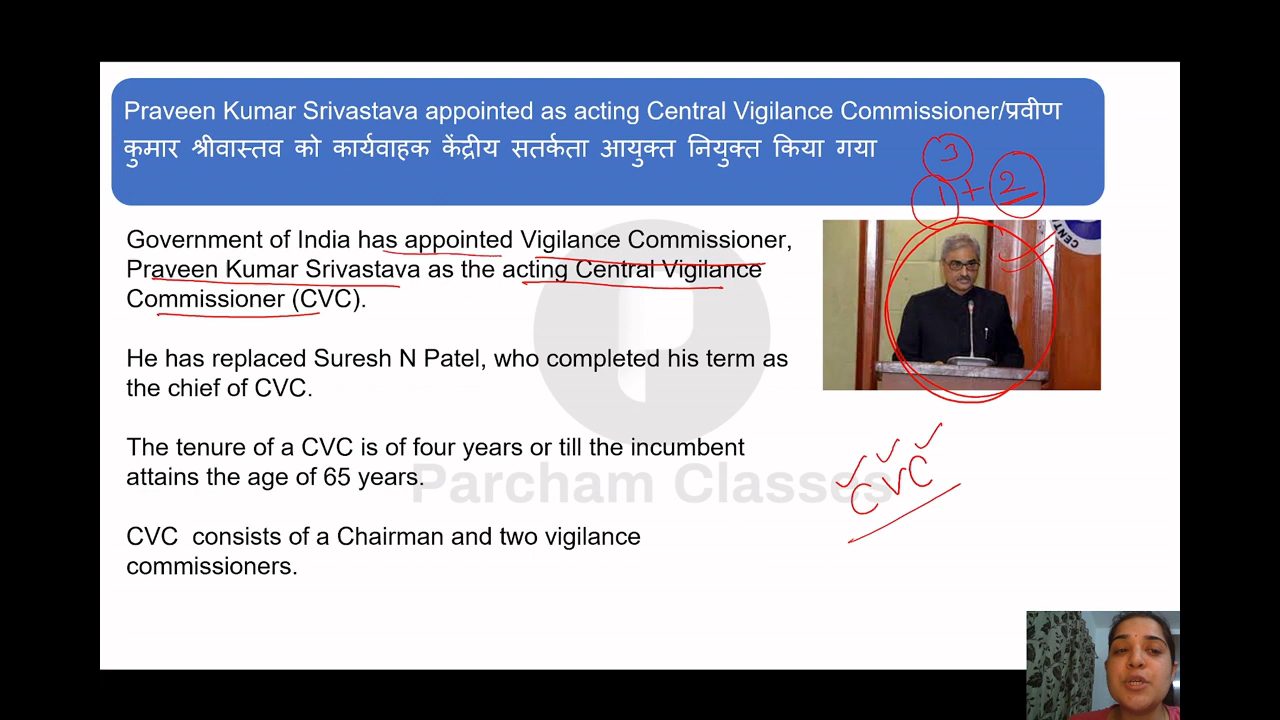 Praveen Kumar Srivastava appointed as acting Central Vigilance Commissioner/प्रवीण
कुमार श्रीवास्तव को कार्यवाहक केंद्रीय सतर्कता आयुक्त नियुक्त किया गया
3
1 + 2
Government of India has appointed Vigilance Commissioner,
Praveen Kumar Srivastava as the acting Central Vigilance
Commissioner (CVC).
CENT
He has replaced Suresh N Patel, who completed his term as
the chief of CVC.
The tenure of a CVC is of four years or till the incumbent
attains the age of 65 years.
Parcham Classes
CVC
CVC  consists of a Chairman and two vigilance
commissioners.